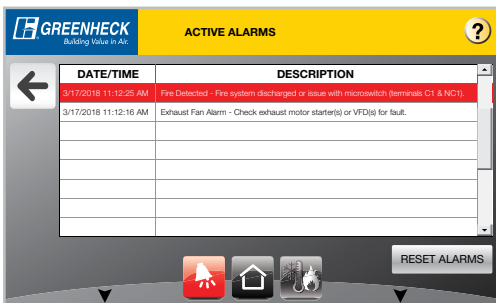 GREENHECK
Building Value in Air.
ACTIVE ALARMS
?
DATE/TIME DESCRIPTION
3/17/2018 11:12:25 AM Fire Detected - Fire system discharged or issue with microswitch (terminals C1 & NC1).
3/17/2018 11:12:16 AM Exhaust Fan Alarm - Check exhaust motor starter(s) or VFD(s) for fault.
RESET ALARMS